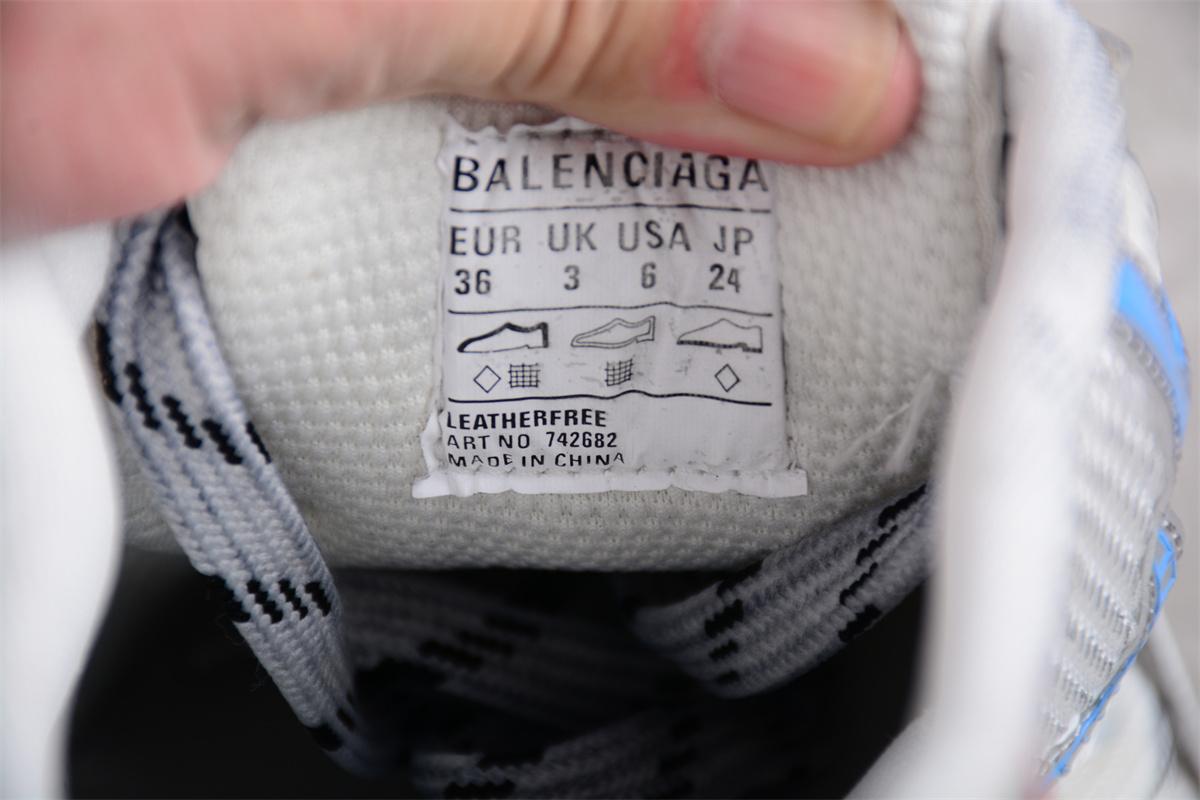 BALENCIAGA
EUR UK USA JP
36 3 6 24
LEATHERFREE
ART NO 742682
MADE IN CHINA